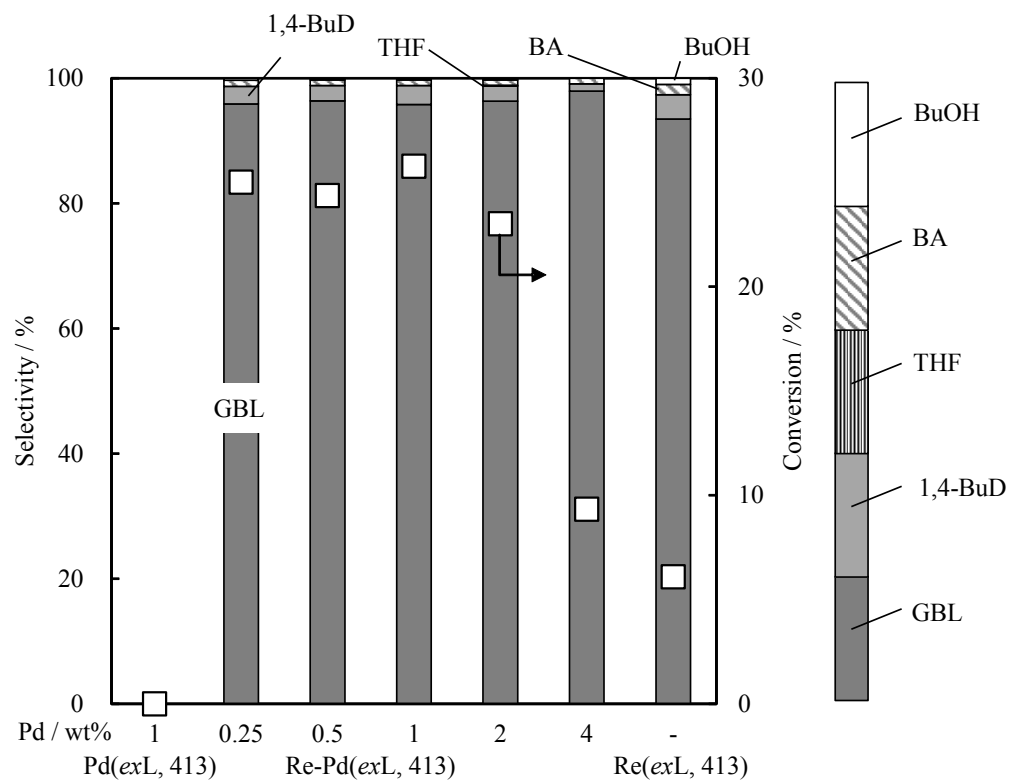 1,4-BuD
THF
BA
BuOH
100
80
60
40
20
0
Selectivity / %
GBL
30
20
10
0
Conversion / %
Pd / wt% 1 0.25 0.5 1 2 4 -
Pd(exL, 413) Re-Pd(exL, 413) Re(exL, 413)
BuOH
BA
THF
1,4-BuD
GBL